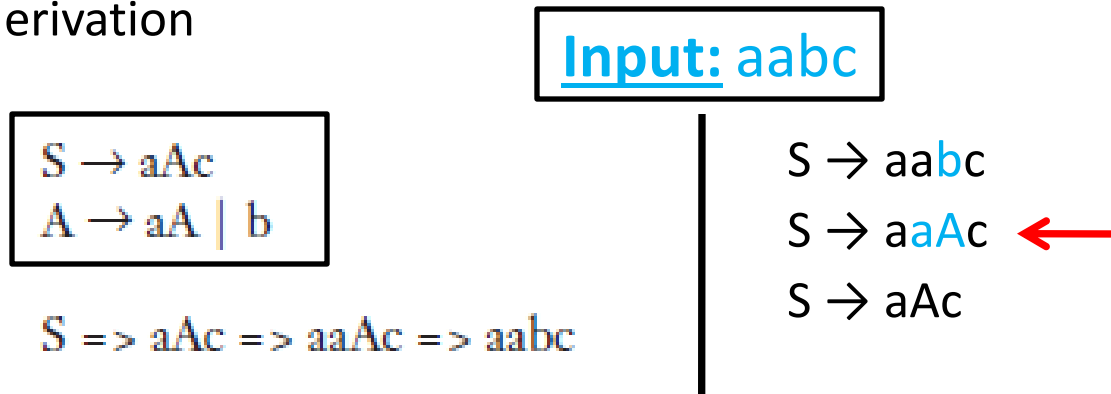 erivation
Input: aabc
S → aAc
A → aA | b
S => aAc => aaAc => aabc
S → aabc
S → aaAc
S → aAc